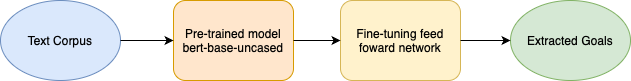 Text Corpus
Pre-trained model
bert-base-uncased
Fine-tuning feed
foward network
Extracted Goals